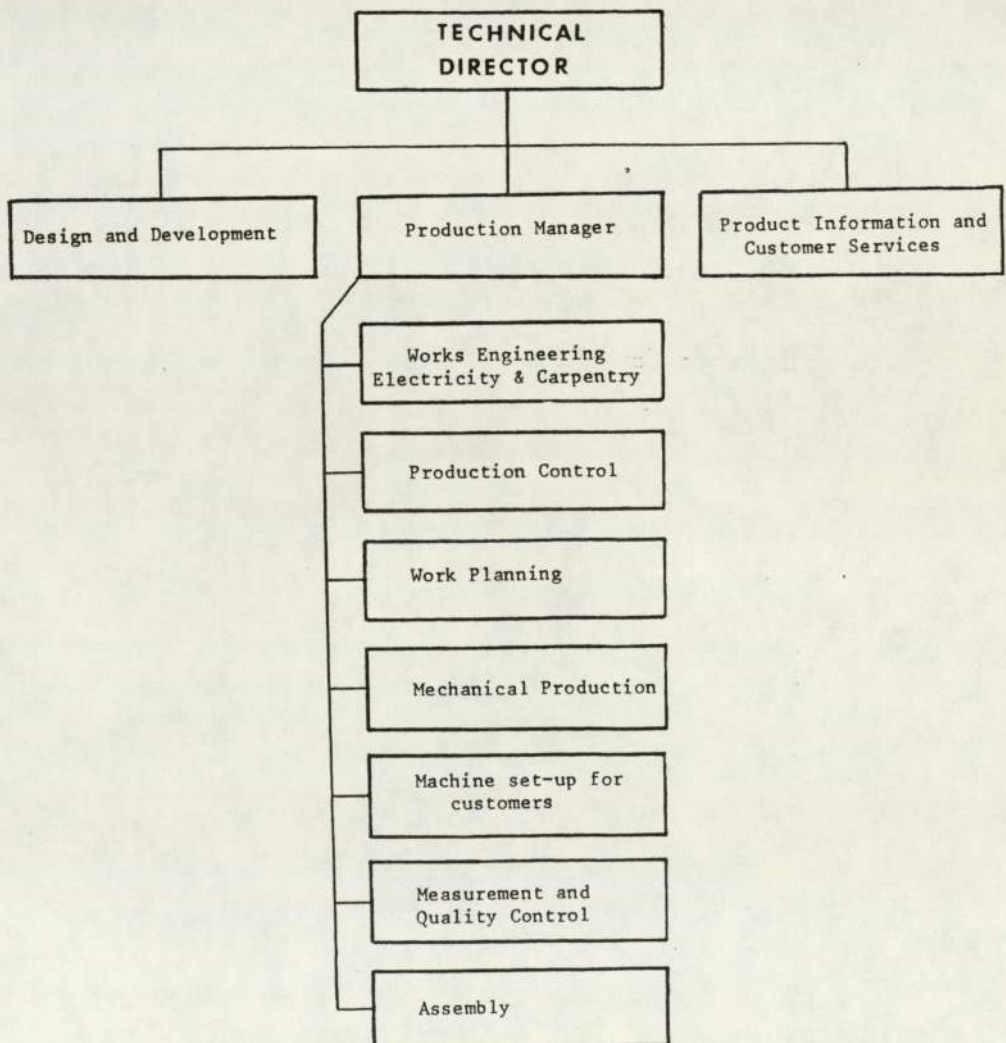 TECHNICAL
DIRECTOR
Design and Development
Production Manager
Product Information and
Customer Services
Works Engineering
Electricity & Carpentry
Production Control
Work Planning
Mechanical Production
Machine set-up for
customers
Measurement and
Quality Control
Assembly